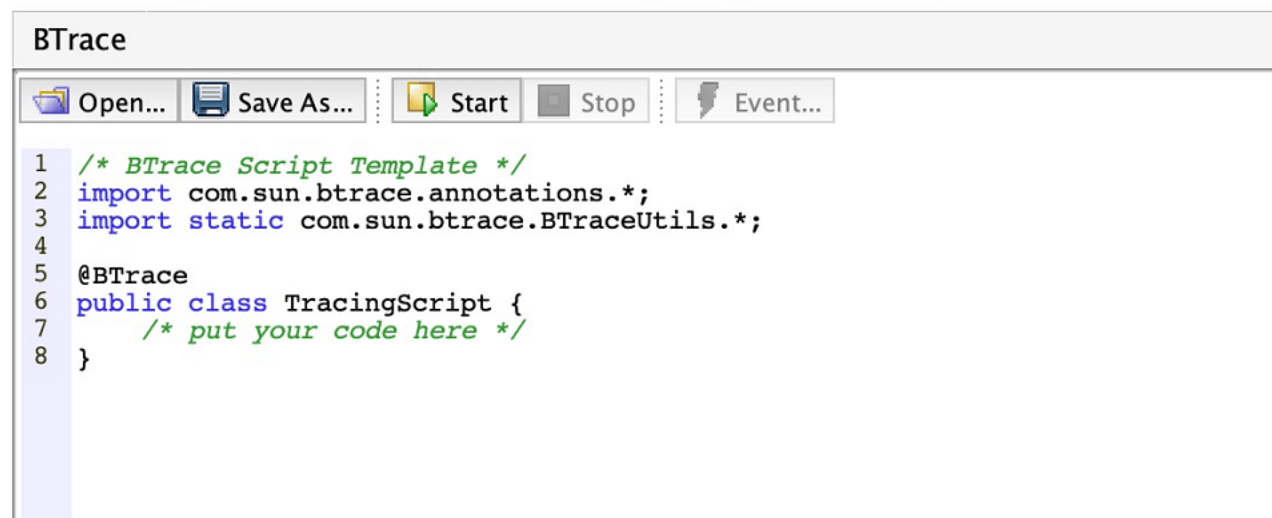 BTrace
Open... Save As... Start Stop Event...
1 /* BTrace Script Template */
2 import com.sun.btrace.annotations.*;
3 import static com.sun.btrace.BTraceUtils.*;
4
5 @BTrace
6 public class TracingScript {
7     /* put your code here */
8 }